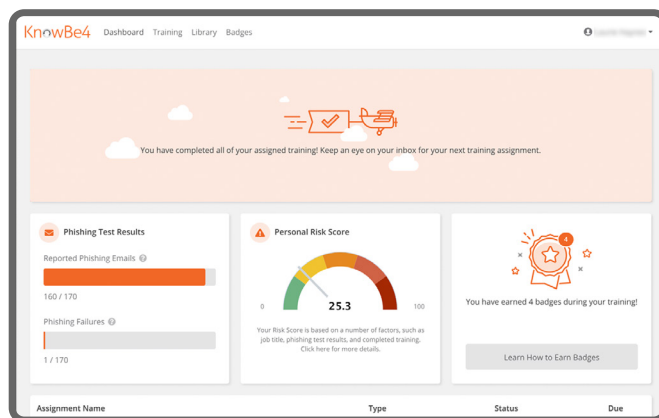 KnowBe4 Dashboard Training Library Badges
You have completed all of your assigned training! Keep an eye on your inbox for your next training assignment.
Phishing Test Results
Reported Phishing Emails
160 / 170
Phishing Failures
1 / 170
Personal Risk Score
0 25.3 100
Your Risk Score is based on a number of factors, such as
job title, phishing test results, and completed training.
Click here for more details.
4
You have earned 4 badges during your training!
Learn How to Earn Badges
Assignment Name Type Status Due